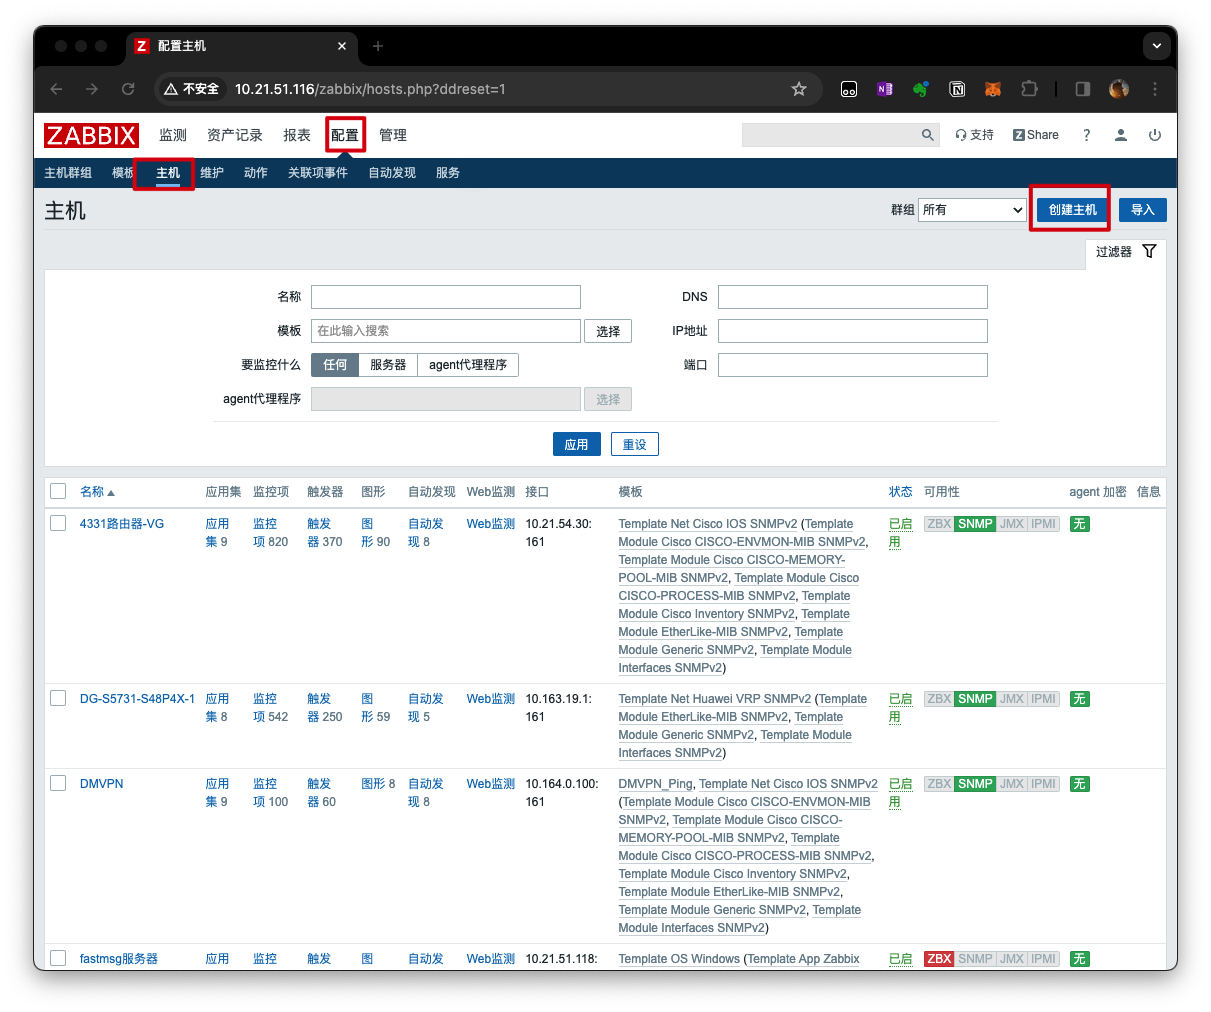 Z 配置主机
不安全 10.21.51.116/zabbix/hosts.php?ddreset=1
ZABBIX 监测 资产记录 报表 配置 管理 支持 Z Share ?
主机群组 模板 主机 维护 动作 关联项事件 自动发现 服务
主机 群组 所有 创建主机 导入
过滤器
名称 DNS
模板 在此输入搜索 选择 IP地址
要监控什么 任何 服务器 agent代理程序 端口
agent代理程序 选择
应用 重设
名称 应用集 监控项 触发器 图形 自动发现 Web监测 接口 模板 状态 可用性 agent 加密 信息
4331路由器-VG 应用 监控 触发 图 自动发 Web监测 10.21.54.30: Template Net Cisco IOS SNMPv2 (Template 已启 ZBX SNMP JMX IPMI 无
集 9 项 820 器 370 形 90 现 8 161 Module Cisco CISCO-ENVMON-MIB SNMPv2, 用
Template Module Cisco CISCO-MEMORY-
POOL-MIB SNMPv2, Template Module Cisco
CISCO-PROCESS-MIB SNMPv2, Template
Module Cisco Inventory SNMPv2, Template
Module EtherLike-MIB SNMPv2, Template
Module Generic SNMPv2, Template Module
Interfaces SNMPv2)
DG-S5731-S48P4X-1 应用 监控 触发 图 自动发 Web监测 10.163.19.1: Template Net Huawei VRP SNMPv2 (Template 已启 ZBX SNMP JMX IPMI 无
集 8 项 542 器 250 形 59 现 5 161 Module EtherLike-MIB SNMPv2, Template 用
Module Generic SNMPv2, Template Module
Interfaces SNMPv2)
DMVPN 应用 监控 触发 图形 8 自动发 Web监测 10.164.0.100: DMVPN_Ping, Template Net Cisco IOS SNMPv2 已启 ZBX SNMP JMX IPMI 无
集 9 项 100 器 60 现 8 161 (Template Module Cisco CISCO-ENVMON-MIB 用
SNMPv2, Template Module Cisco CISCO-
MEMORY-POOL-MIB SNMPv2, Template
Module Cisco CISCO-PROCESS-MIB SNMPv2,
Template Module Cisco Inventory SNMPv2,
Template Module EtherLike-MIB SNMPv2,
Template Module Generic SNMPv2, Template
Module Interfaces SNMPv2)
fastmsg服务器 应用 监控 触发 图 自动发 Web监测 10.21.51.118: Template OS Windows (Template App Zabbix 已启 ZBX SNMP JMX IPMI 无